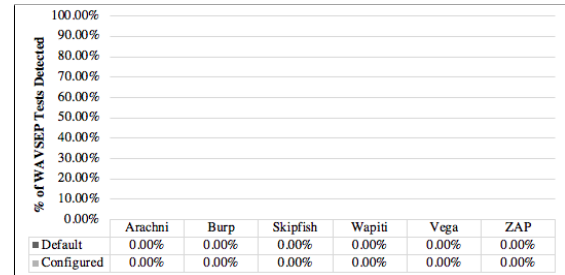 100.00%
90.00%
80.00%
70.00%
60.00%
50.00%
40.00%
30.00%
20.00%
10.00%
0.00%
% of WAVSEP Tests Detected
Arachni Burp Skipfish Wapiti Vega ZAP
Default 0.00% 0.00% 0.00% 0.00% 0.00% 0.00%
Configured 0.00% 0.00% 0.00% 0.00% 0.00% 0.00%